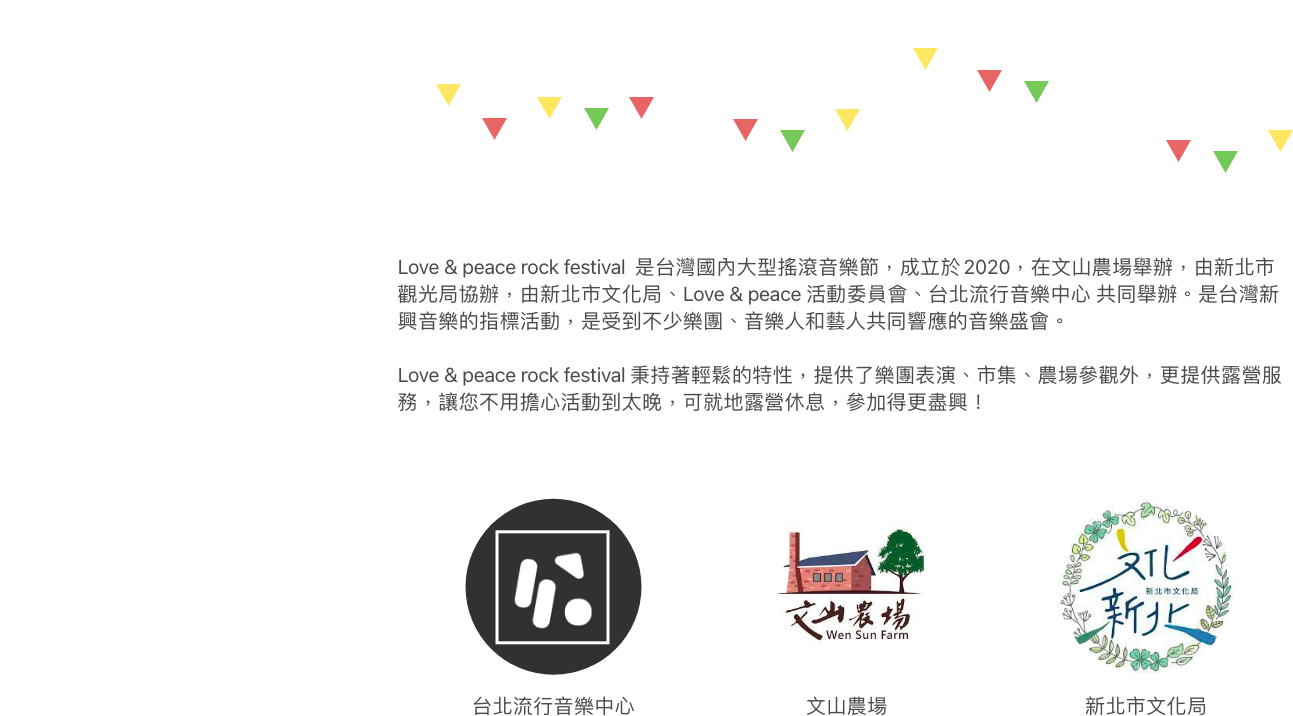 Love & peace rock festival 是台灣國內大型搖滾音樂節，成立於 2020，在文山農場舉辦，由新北市
觀光局協辦，由新北市文化局、Love & peace 活動委員會、台北流行音樂中心 共同舉辦。是台灣新
興音樂的指標活動，是受到不少樂團、音樂人和藝人共同響應的音樂盛會。
Love & peace rock festival 秉持著輕鬆的特性，提供了樂團表演、市集、農場參觀外，更提供露營服
務，讓您不用擔心活動到太晚，可就地露營休息，參加得更盡興！
文山農場
Wen Sun Farm
文化
新北市文化局
新北
台北流行音樂中心
文山農場
新北市文化局